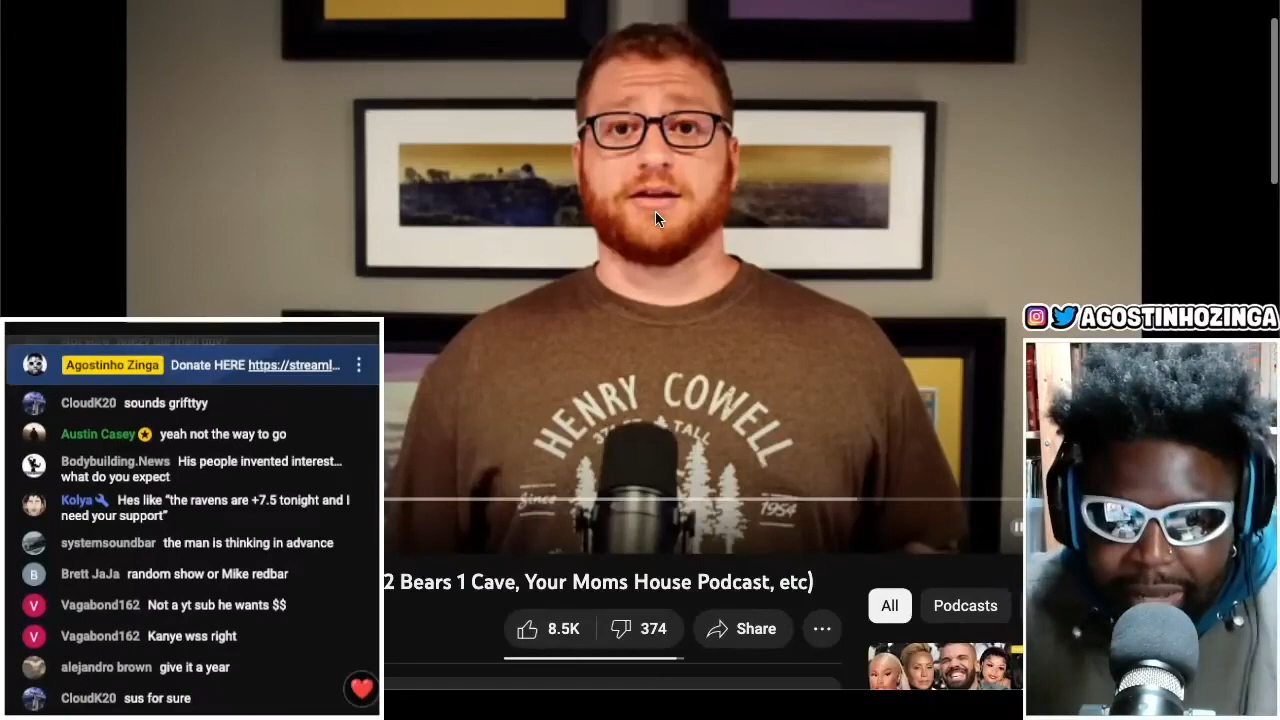 HENRY COWELL
TALL
Since
1954
AGOSTINHOZINGA
Agostinho Zinga Donate HERE https://streaml...
CloudK20 sounds grifttyy
Austin Casey yeah not the way to go
Bodybuilding.News His people invented interest...
what do you expect
Kolya Hes like “the ravens are +7.5 tonight and I
need your support”
systemsoundbar the man is thinking in advance
B Brett JaJa random show or Mike redbar
V Vagabond162 Not a yt sub he wants $$
V Vagabond162 Kanye wss right
alejandro brown give it a year
CloudK20 sus for sure
2 Bears 1 Cave, Your Moms House Podcast, etc)
8.5K 374 Share ...
All Podcasts